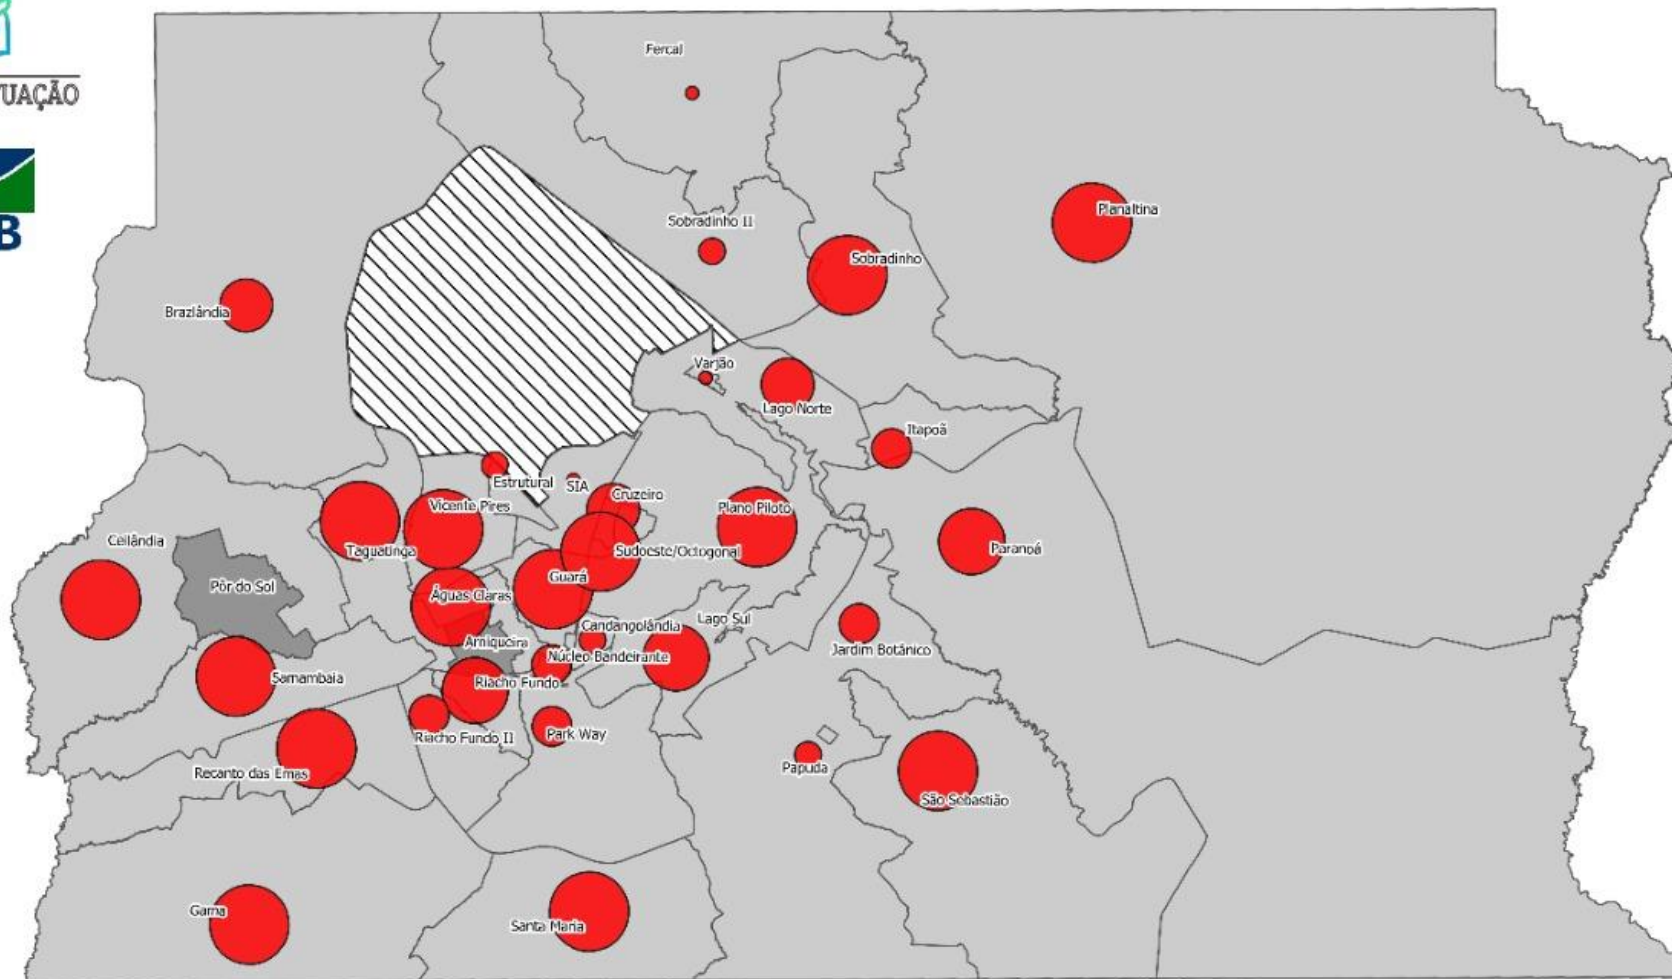 UAÇÃO
B
Fercal
Planaltina
Sobradinho II
Sobradinho
Brazlândia
Varjão
Lago Norte
Itapoã
Estrutural
SIA
Cruzeiro
Vicente Pires
Plano Piloto
Ceilândia
Taguatinga
Sudoeste/Octogonal
Paranoá
Guará
Pôr do Sol
Águas Claras
Lago Sul
Candangolândia
Arniqueira
Jardim Botânico
Núcleo Bandeirante
Samambaia
Riacho Fundo
Riacho Fundo II
Park Way
Recanto das Emas
Papuda
São Sebastião
Gama
Santa Maria